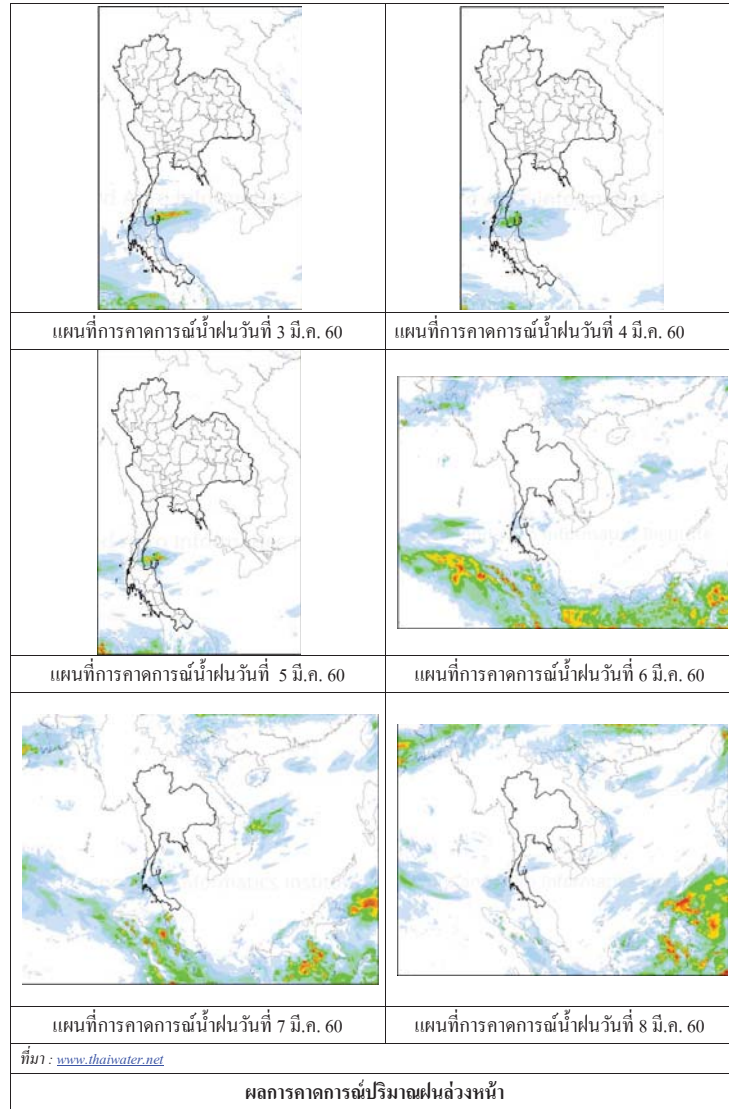 แผนที่การคาดการณ์น้ำฝนวันที่ 3 มี.ค. 60
แผนที่การคาดการณ์น้ำฝนวันที่ 4 มี.ค. 60
แผนที่การคาดการณ์น้ำฝนวันที่ 5 มี.ค. 60
แผนที่การคาดการณ์น้ำฝนวันที่ 6 มี.ค. 60
แผนที่การคาดการณ์น้ำฝนวันที่ 7 มี.ค. 60
แผนที่การคาดการณ์น้ำฝนวันที่ 8 มี.ค. 60
ที่มา : www.thaiwater.net
ผลการคาดการณ์ปริมาณฝนล่วงหน้า